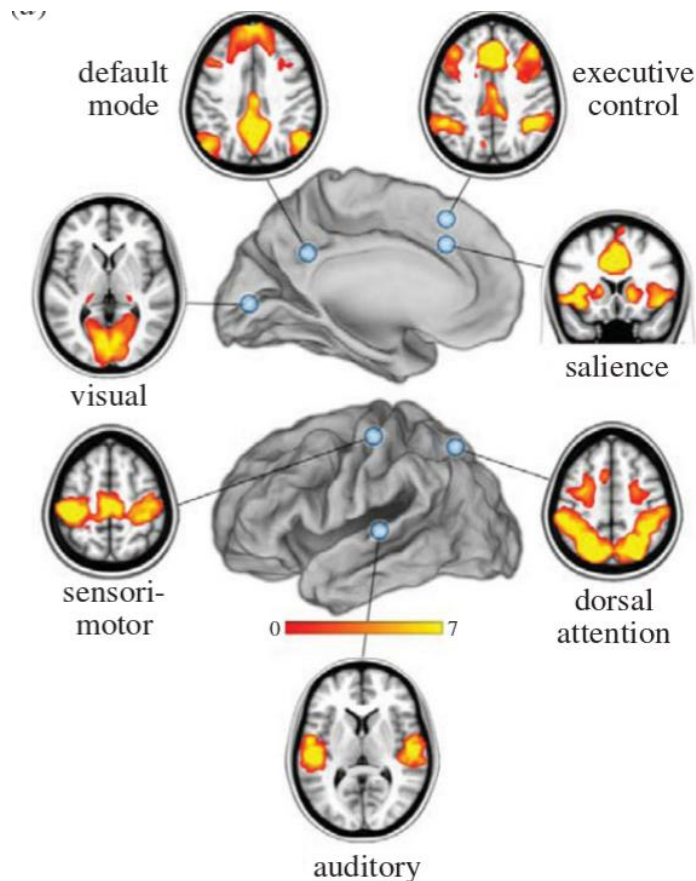 (a)
default
mode
executive
control
visual
salience
sensori-
motor
0
7
dorsal
attention
auditory